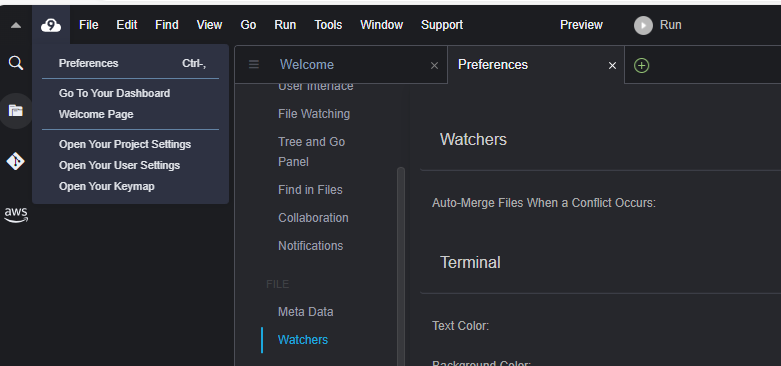 9 File Edit Find View Go Run Tools Window Support Preview Run
Preferences Ctrl-,
Go To Your Dashboard
Welcome Page
Open Your Project Settings
Open Your User Settings
Open Your Keymap
aws
Welcome
Preferences
User Interface
File Watching
Tree and Go
Panel
Find in Files
Collaboration
Notifications
FILE
Meta Data
Watchers
Watchers
Auto-Merge Files When a Conflict Occurs:
Terminal
Text Color:
Background Color: